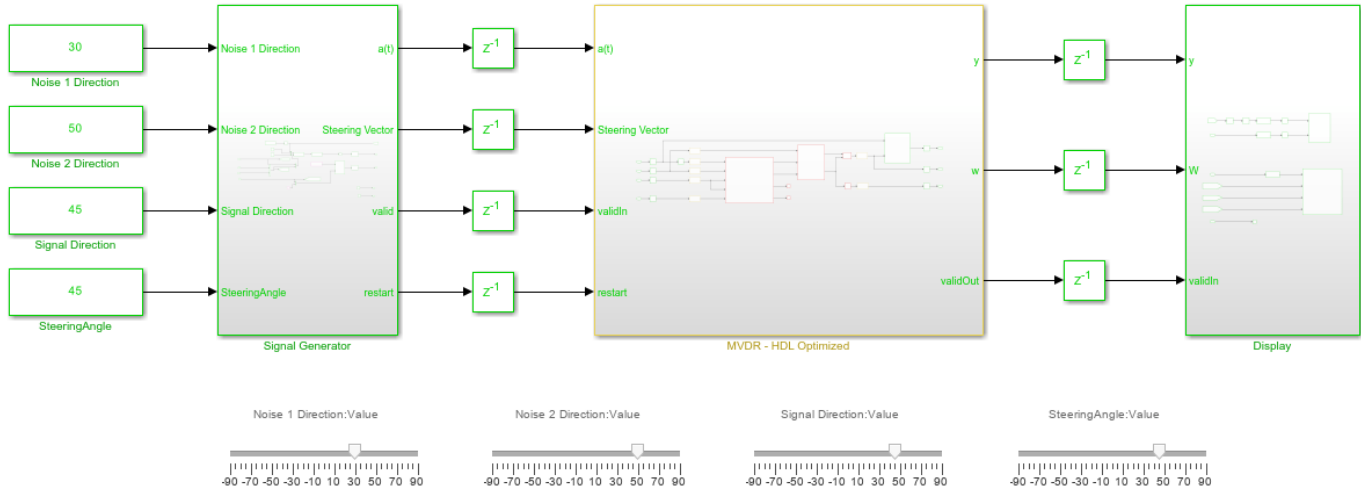 30
Noise 1 Direction
50
Noise 2 Direction
45
Signal Direction
45
SteeringAngle
Noise 1 Direction
a(t)
Noise 2 Direction
Steering Vector
Signal Direction
valid
SteeringAngle
restart
Signal Generator
z-1
z-1
z-1
z-1
a(t)
y
Steering Vector
w
validIn
validOut
restart
MVDR - HDL Optimized
z-1
z-1
z-1
y
W
validIn
Display
Noise 1 Direction:Value
-90 -70 -50 -30 -10 10 30 50 70 90
Noise 2 Direction:Value
-90 -70 -50 -30 -10 10 30 50 70 90
Signal Direction:Value
-90 -70 -50 -30 -10 10 30 50 70 90
SteeringAngle:Value
-90 -70 -50 -30 -10 10 30 50 70 90